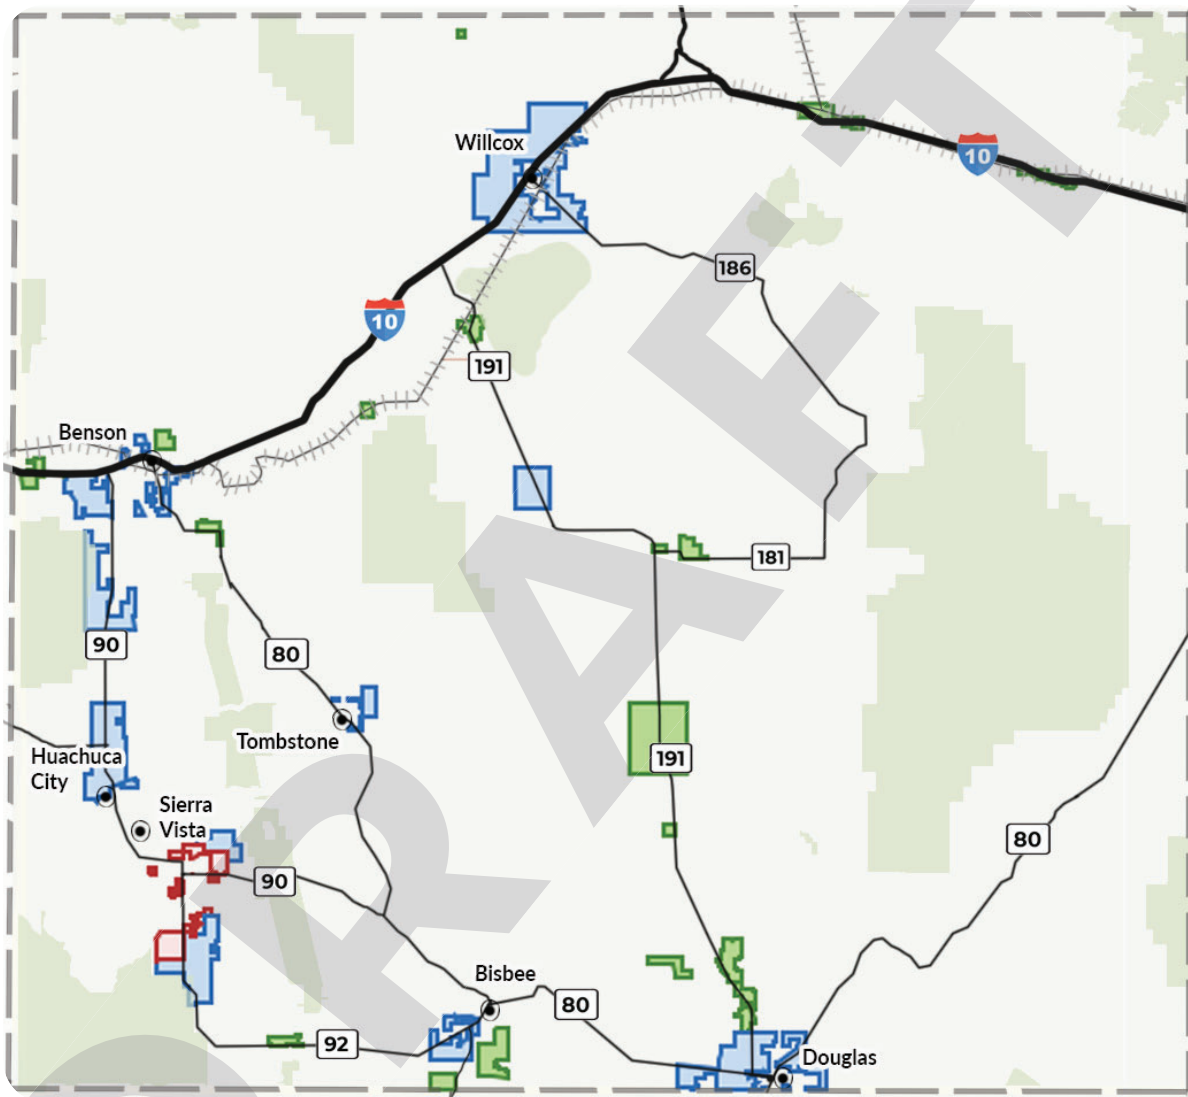 Willcox
10
186
10
191
Benson
181
90
80
Tombstone
Huachuca
City
191
Sierra
Vista
80
90
Bisbee
80
92
Douglas
DRAFT